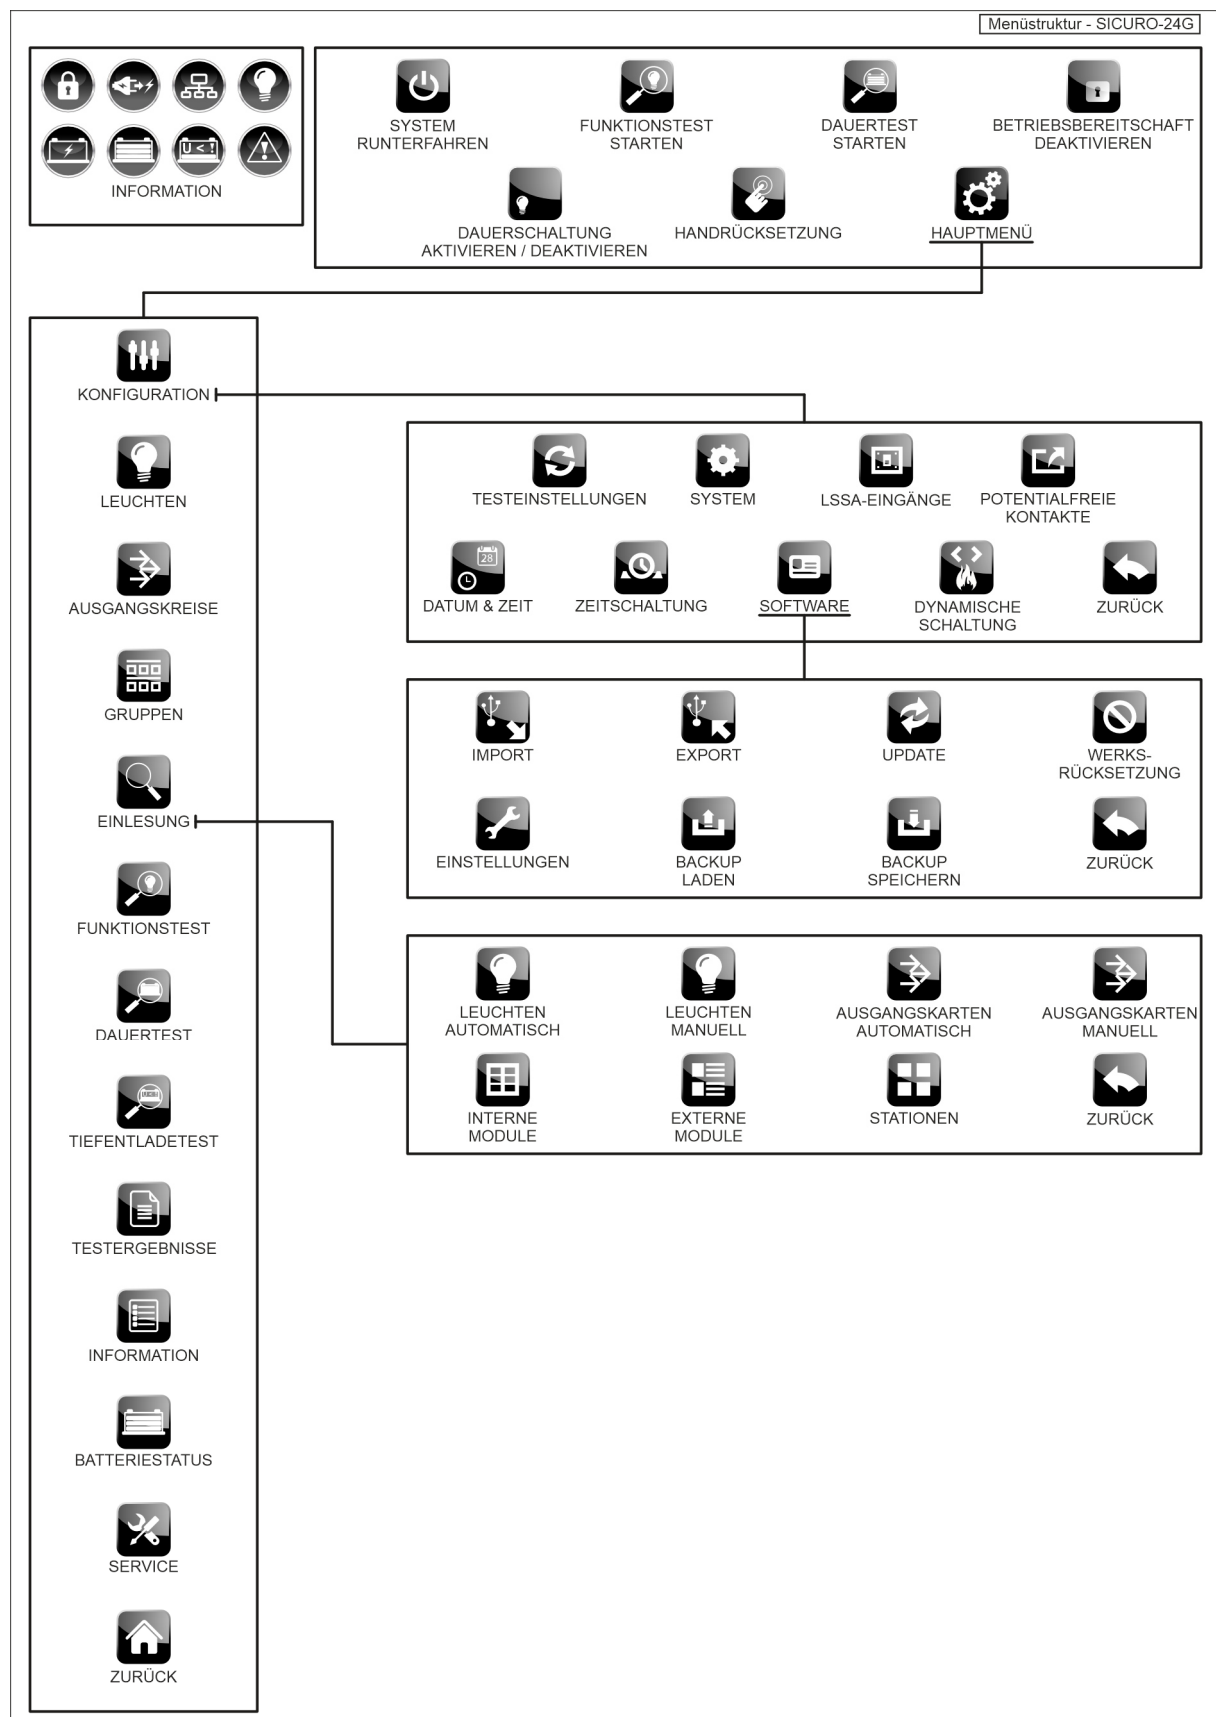 Menüstruktur - SICURO-24G
U < !
INFORMATION
SYSTEM
RUNTERFAHREN
FUNKTIONSTEST
STARTEN
DAUERTEST
STARTEN
BETRIEBSBEREITSCHAFT
DEAKTIVIEREN
DAUERSCHALTUNG
AKTIVIEREN / DEAKTIVIEREN
HANDRÜCKSETZUNG
HAUPTMENÜ
KONFIGURATION
LEUCHTEN
AUSGANGSKREISE
GRUPPEN
EINLESUNG
FUNKTIONSTEST
DAUERTEST
TIEFENTLADETEST
TESTERGEBNISSE
INFORMATION
BATTERIESTATUS
SERVICE
ZURÜCK
TESTEINSTELLUNGEN
SYSTEM
LSSA-EINGÄNGE
POTENTIALFREIE
KONTAKTE
28
DATUM & ZEIT
ZEITSCHALTUNG
SOFTWARE
DYNAMISCHE
SCHALTUNG
ZURÜCK
IMPORT
EXPORT
UPDATE
WERKS-
RÜCKSETZUNG
EINSTELLUNGEN
BACKUP
LADEN
BACKUP
SPEICHERN
ZURÜCK
LEUCHTEN
AUTOMATISCH
LEUCHTEN
MANUELL
AUSGANGSKARTEN
AUTOMATISCH
AUSGANGSKARTEN
MANUELL
INTERNE
MODULE
EXTERNE
MODULE
STATIONEN
ZURÜCK